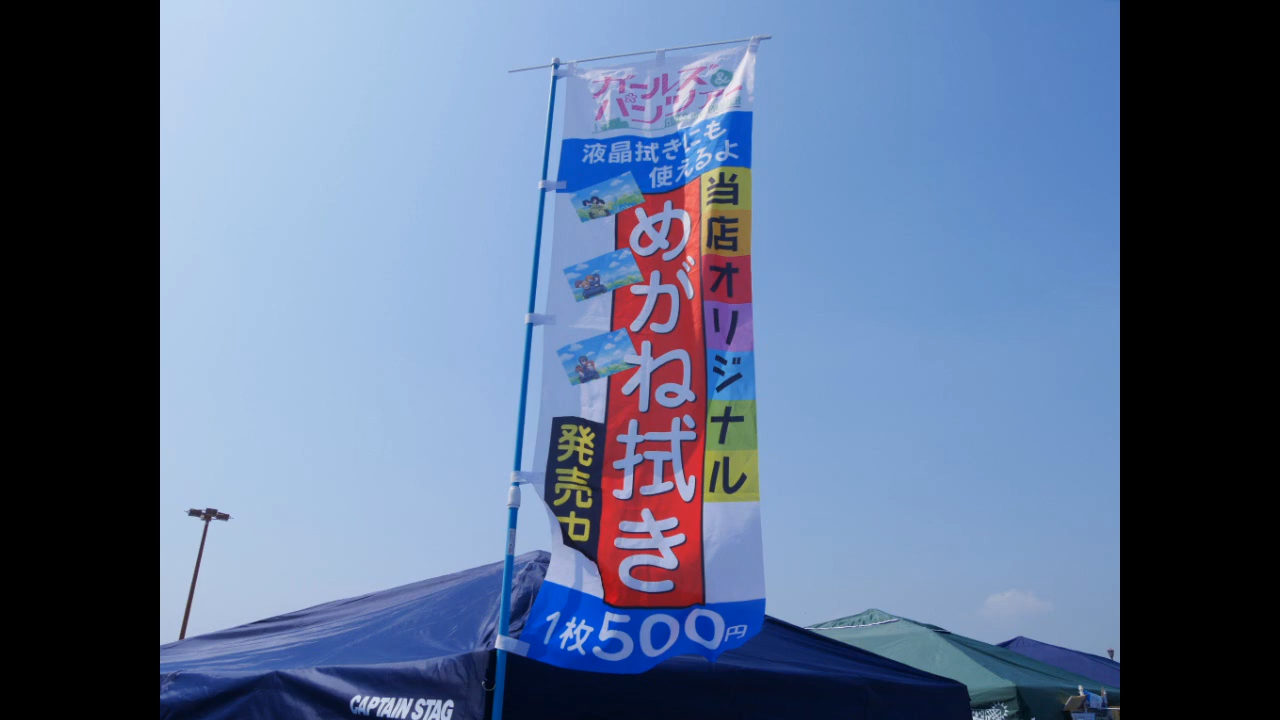 ガールズ&
パンツァー
液晶拭きにも
使えるよ
当店オリジナル
めがね拭き
発売中
1枚500円
CAPTAIN STAG